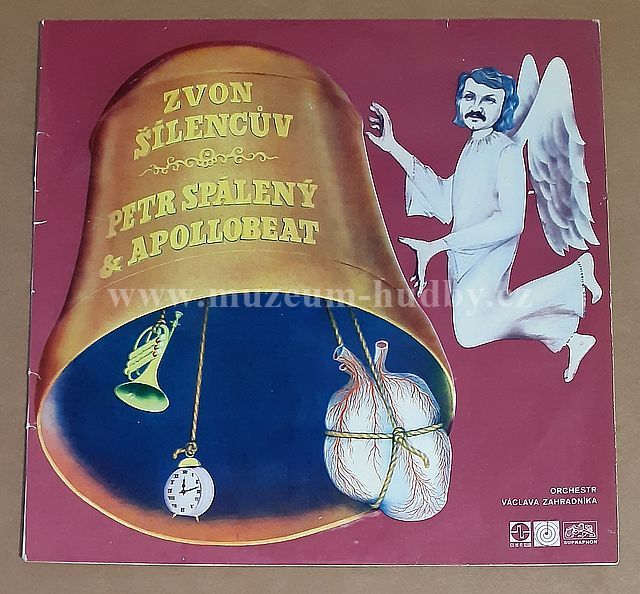 ZVON
ŠÍLENCŮV
PETR SPÁLENÝ
& APOLLOBEAT
www.muzeum-hudby.cz
ORCHESTR
VÁCLAVA ZAHRADNÍKA
SUPRAPHON